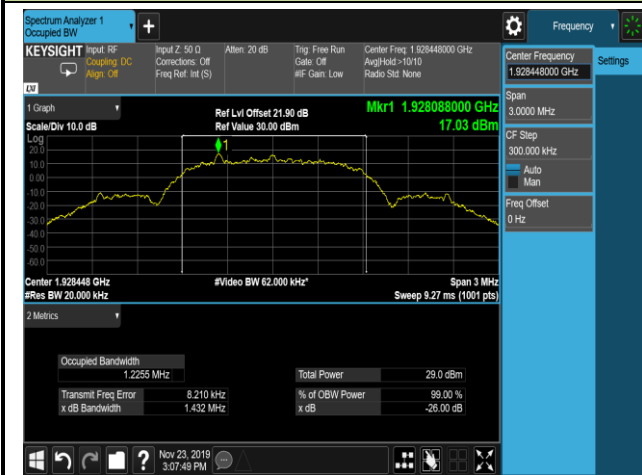 Spectrum Analyzer 1
Occupied BW
Frequency
KEYSIGHT
Input: RF
Coupling: DC
Align: Off
Input Z: 50 Ω
Corrections: Off
Freq Ref: Int (S)
Atten: 20 dB
Trig: Free Run
Gate: Off
#IF Gain: Low
Center Freq: 1.928448000 GHz
Avg|Hold:>10/10
Radio Std: None
LXI
1 Graph
Scale/Div 10.0 dB
Ref Lvl Offset 21.90 dB
Ref Value 30.00 dBm
Mkr1 1.928088000 GHz
17.03 dBm
Log
20.0
10.0
0.00
-10.0
-20.0
-30.0
-40.0
-50.0
-60.0
1
Center 1.928448 GHz
#Res BW 20.000 kHz
#Video BW 62.000 kHz*
Span 3 MHz
Sweep 9.27 ms (1001 pts)
2 Metrics
Occupied Bandwidth
1.2255 MHz
Total Power 29.0 dBm
Transmit Freq Error 8.210 kHz
x dB Bandwidth 1.432 MHz
% of OBW Power 99.00 %
x dB -26.00 dB
Center Frequency
1.928448000 GHz
Settings
Span
3.0000 MHz
CF Step
300.000 kHz
Auto
Man
Freq Offset
0 Hz
?
Nov 23, 2019
3:07:49 PM